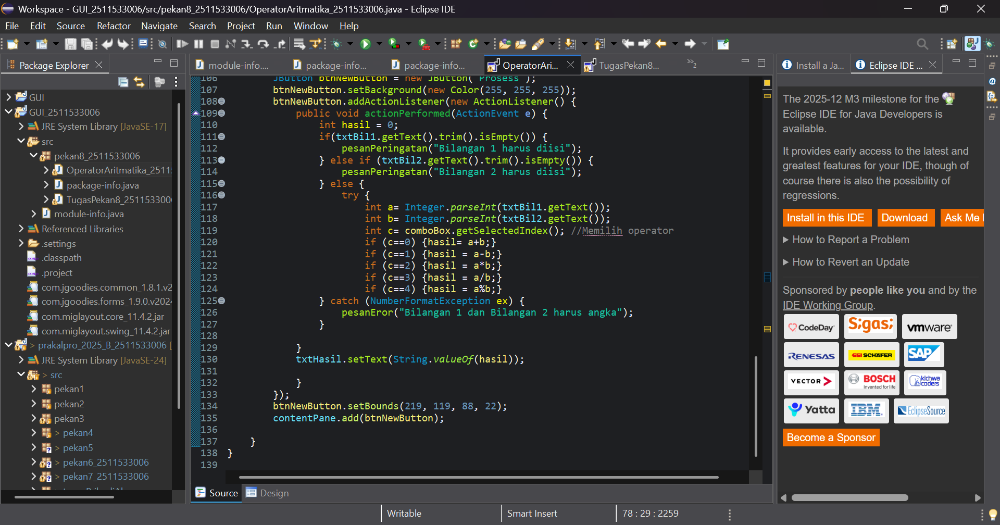 Workspace - GUI_2511533006/src/pekan8_2511533006/OperatorAritmatika_2511533006.java - Eclipse IDE
File Edit Source Refactor Navigate Search Project Run Window Help
Package Explorer
GUI
GUI_2511533006
JRE System Library [JavaSE-17]
src
pekan8_2511533006
OperatorAritmatika_2511
package-info.java
TugasPekan8_251153300
module-info.java
Referenced Libraries
.settings
.classpath
.project
com.jgoodies.common_1.8.1.v2
com.jgoodies.forms_1.9.0.v202
com.miglayout.core_11.4.2.jar
com.miglayout.swing_11.4.2.jar
> prakalpro_2025_B_2511533006 [
JRE System Library [JavaSE-24]
> src
pekan1
pekan2
pekan3
> pekan4
> pekan5
> pekan6_2511533006
> pekan7_2511533006
module-info.... package-info... package-info... OperatorAri... TugasPekan8... »2
106 JButton btnNewButton = new JButton("Prosess");
107 btnNewButton.setBackground(new Color(255, 255, 255));
108 btnNewButton.addActionListener(new ActionListener() {
109 public void actionPerformed(ActionEvent e) {
110 int hasil = 0;
111 if(txtBil1.getText().trim().isEmpty()) {
112 pesanPeringatan("Bilangan 1 harus diisi");
113 } else if (txtBil2.getText().trim().isEmpty()) {
114 pesanPeringatan("Bilangan 2 harus diisi");
115 } else {
116 try {
117 int a= Integer.parseInt(txtBil1.getText());
118 int b= Integer.parseInt(txtBil2.getText());
119 int c= comboBox.getSelectedIndex(); //Memilih operator
120 if (c==0) {hasil= a+b;}
121 if (c==1) {hasil = a-b;}
122 if (c==2) {hasil = a*b;}
123 if (c==3) {hasil = a/b;}
124 if (c==4) {hasil = a%b;}
125 } catch (NumberFormatException ex) {
126 pesanEror("Bilangan 1 dan Bilangan 2 harus angka");
127 }
128
129 }
130 txtHasil.setText(String.valueOf(hasil));
131
132 }
133 });
134 btnNewButton.setBounds(219, 119, 88, 22);
135 contentPane.add(btnNewButton);
136
137 }
138 }
139
Source Design
Install a Ja... Eclipse IDE ...
The 2025-12 M3 milestone for the
Eclipse IDE for Java Developers is
available.
It provides early access to the latest and
greatest features for your IDE, though of
course there is also the possibility of
regressions.
Install in this IDE Download Ask Me
How to Report a Problem
How to Revert an Update
Sponsored by people like you and by the
IDE Working Group.
CodeDay Sigasi vmware
RENESAS SSI SCHÄFER SAP
VECTOR BOSCH Invented for life kichwa coders
Yatta IBM EclipseSource
Become a Sponsor
Writable Smart Insert 78 : 29 : 2259